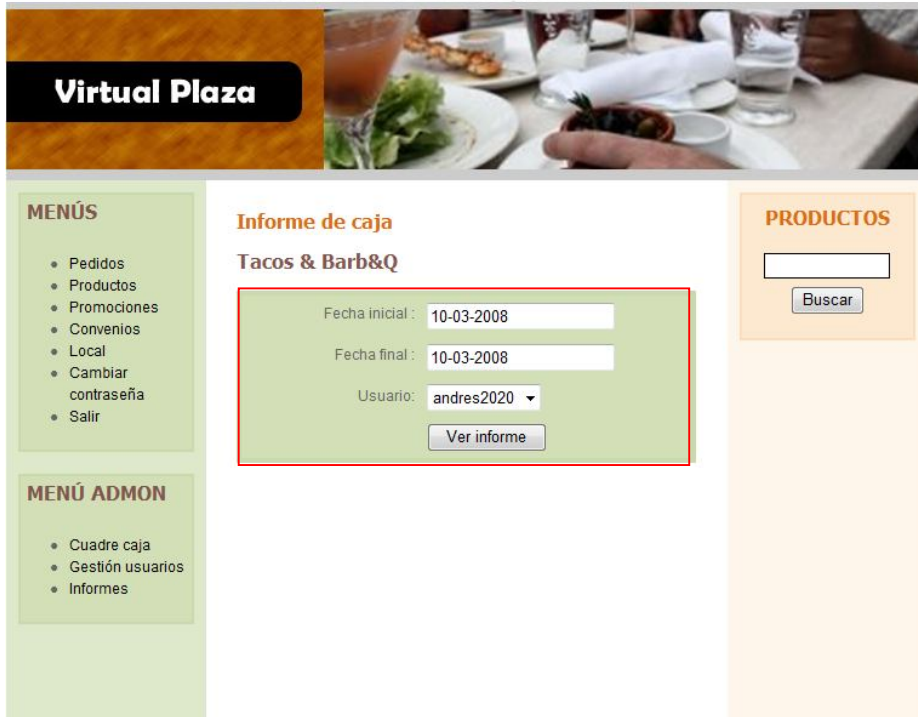 Virtual Plaza
MENÚS
Pedidos
Productos
Promociones
Convenios
Local
Cambiar
contraseña
Salir
MENÚ ADMON
Cuadre caja
Gestión usuarios
Informes
Informe de caja
Tacos & Barb&Q
Fecha inicial : 10-03-2008
Fecha final : 10-03-2008
Usuario: andres2020
Ver informe
PRODUCTOS
Buscar